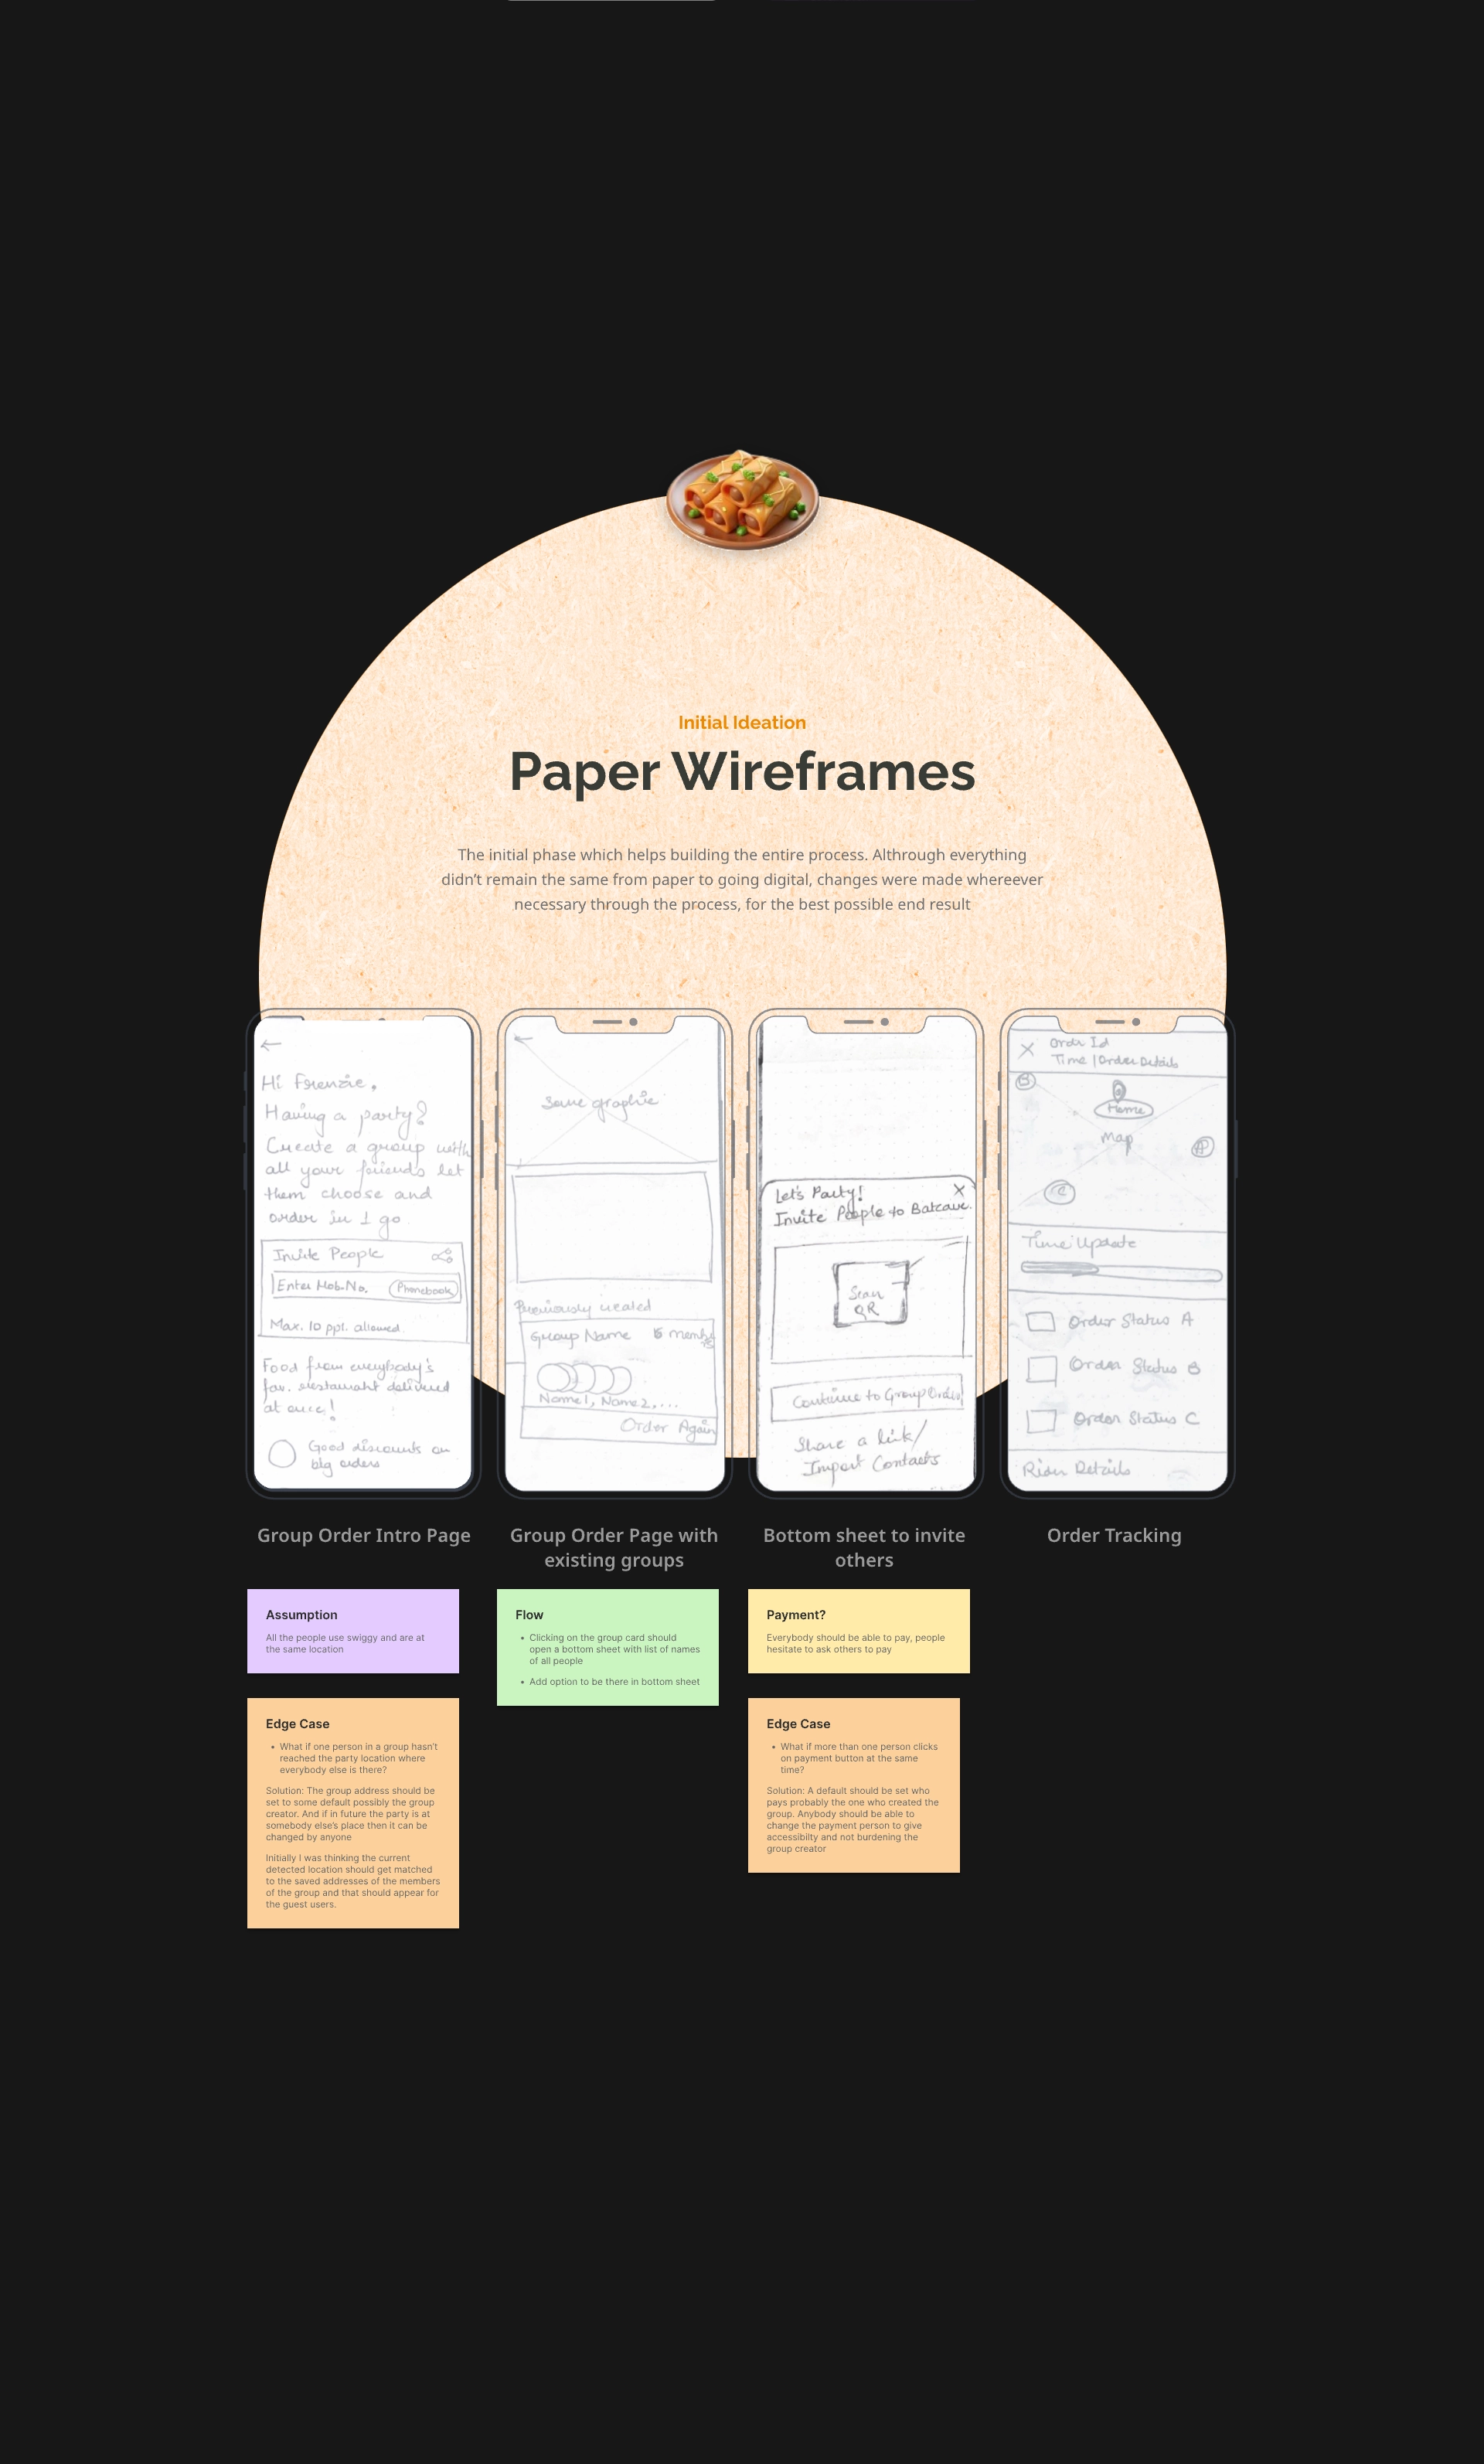 Initial Ideation
Paper Wireframes
The initial phase which helps building the entire process. Althrough everything
didn’t remain the same from paper to going digital, changes were made whereever
necessary through the process, for the best possible end result
←
Hi Frenzie,
Having a party?
Create a group with
all your friends let
them choose and
order in 1 go
Invite People
Enter Mob.No.
Phonebook
Max. 10 ppl. allowed
Food from everybody's
fav. restaurant delivered
at once!
Good discounts on
big orders
←
Some graphic
Previously created
Group Name
5 members
Name1, Name2,...
Order Again
Let's Party!
X
Invite People to Batcave.
Scan
QR
Continue to Group Order
Share a link/
Import Contacts
X
Order Id
Time | Order Details
B
Home
Map
C
Time Update
Order Status A
Order Status B
Order Status C
Rider Details
Group Order Intro Page
Group Order Page with
existing groups
Bottom sheet to invite
others
Order Tracking
Assumption
All the people use swiggy and are at
the same location
Edge Case
• What if one person in a group hasn’t
reached the party location where
everybody else is there?
Solution: The group address should be
set to some default possibly the group
creator. And if in future the party is at
somebody else’s place then it can be
changed by anyone
Initially I was thinking the current
detected location should get matched
to the saved addresses of the members
of the group and that should appear for
the guest users.
Flow
• Clicking on the group card should
open a bottom sheet with list of names
of all people
• Add option to be there in bottom sheet
Payment?
Everybody should be able to pay, people
hesitate to ask others to pay
Edge Case
• What if more than one person clicks
on payment button at the same
time?
Solution: A default should be set who
pays probably the one who created the
group. Anybody should be able to
change the payment person to give
accessibilty and not burdening the
group creator